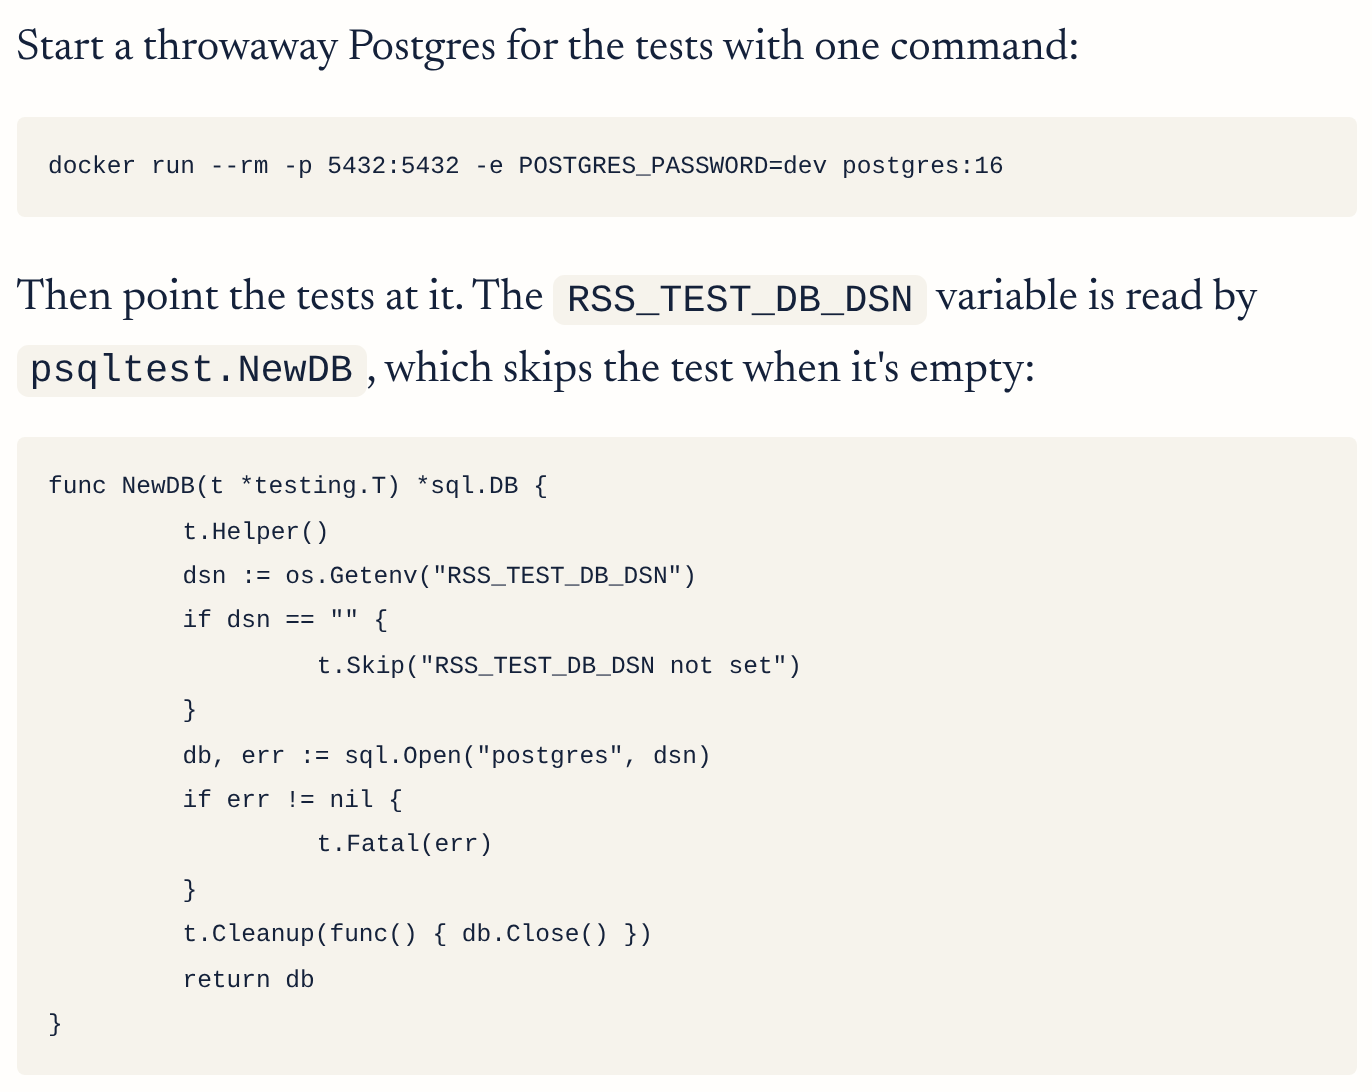 Start a throwaway Postgres for the tests with one command:
docker run --rm -p 5432:5432 -e POSTGRES_PASSWORD=dev postgres:16
Then point the tests at it. The RSS_TEST_DB_DSN variable is read by
psqltest.NewDB, which skips the test when it's empty:
func NewDB(t *testing.T) *sql.DB {
	t.Helper()
	dsn := os.Getenv("RSS_TEST_DB_DSN")
	if dsn == "" {
		t.Skip("RSS_TEST_DB_DSN not set")
	}
	db, err := sql.Open("postgres", dsn)
	if err != nil {
		t.Fatal(err)
	}
	t.Cleanup(func() { db.Close() })
	return db
}